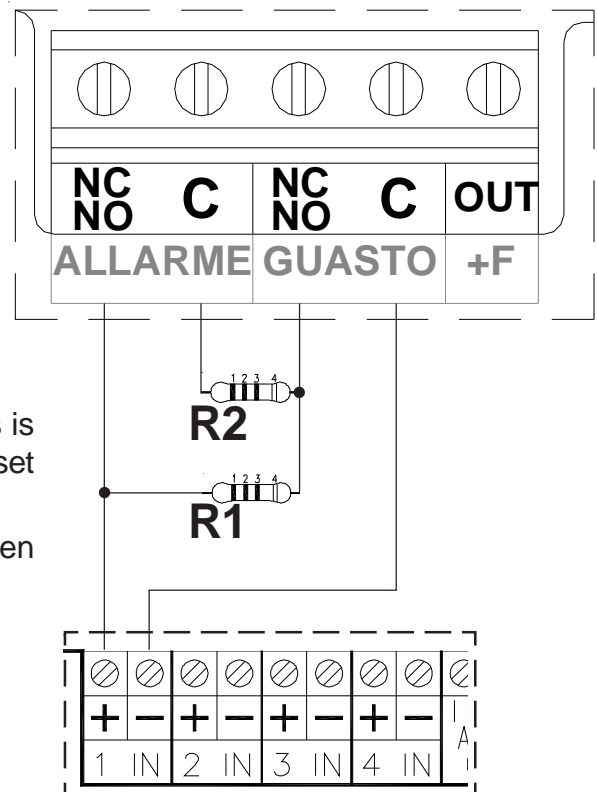 NC NO C NC NO C OUT
ALLARME GUASTO +F
1 2 3 4
R2
s is
set
1 2 3 4
R1
en
+ − + − + − + −
1 IN 2 IN 3 IN 4 IN